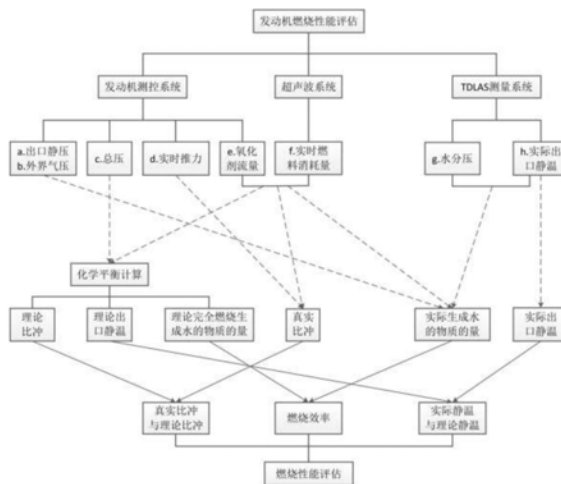 发动机燃烧性能评估
发动机测控系统
超声波系统
TDLAS测量系统
a.出口静压
b.外界气压
c.总压
d.实时推力
e.氧化
剂流量
f.实时燃
料消耗量
g.水分压
h.实际出
口静温
化学平衡计算
理论
比冲
理论出
口静温
理论完全燃烧生
成水的物质的量
真实
比冲
实际生成水
的物质的量
实际出
口静温
真实比冲
与理论比冲
燃烧效率
实际静温
与理论静温
燃烧性能评估